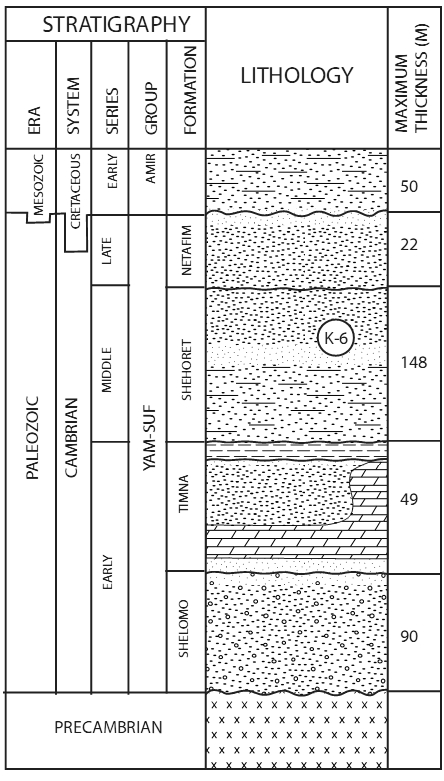 STRATIGRAPHY
ERA
SYSTEM
SERIES
GROUP
FORMATION
LITHOLOGY
MAXIMUM
THICKNESS (M)
MESOZOIC
CRETACEOUS
EARLY
AMIR
50
LATE
NETAFIM
22
PALEOZOIC
CAMBRIAN
MIDDLE
YAM-SUF
SHEHORET
K-6
148
EARLY
TIMNA
49
SHELOMO
90
PRECAMBRIAN